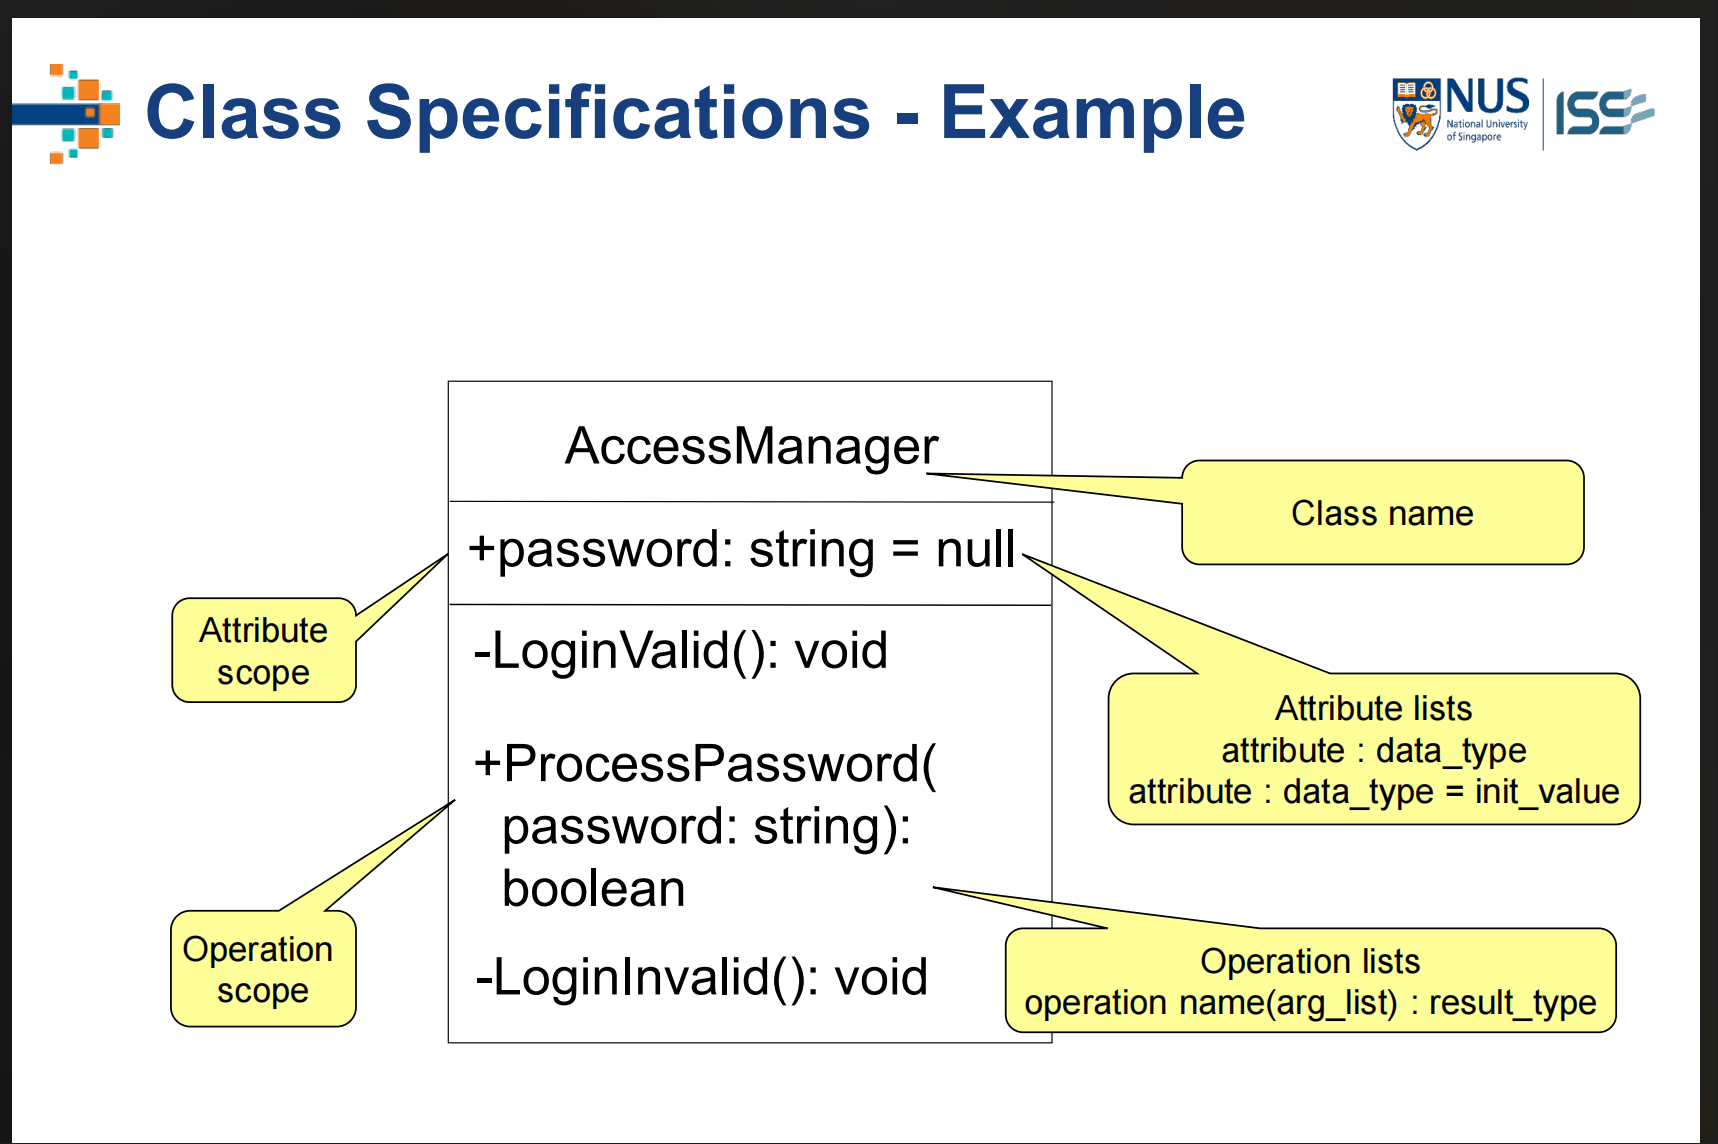 Class Specifications - Example
NUS
National University
of Singapore
ISS
AccessManager
Class name
+password: string = null
Attribute
scope
-LoginValid(): void
Attribute lists
attribute : data_type
attribute : data_type = init_value
+ProcessPassword(
password: string):
boolean
Operation
scope
-LoginInvalid(): void
Operation lists
operation name(arg_list) : result_type